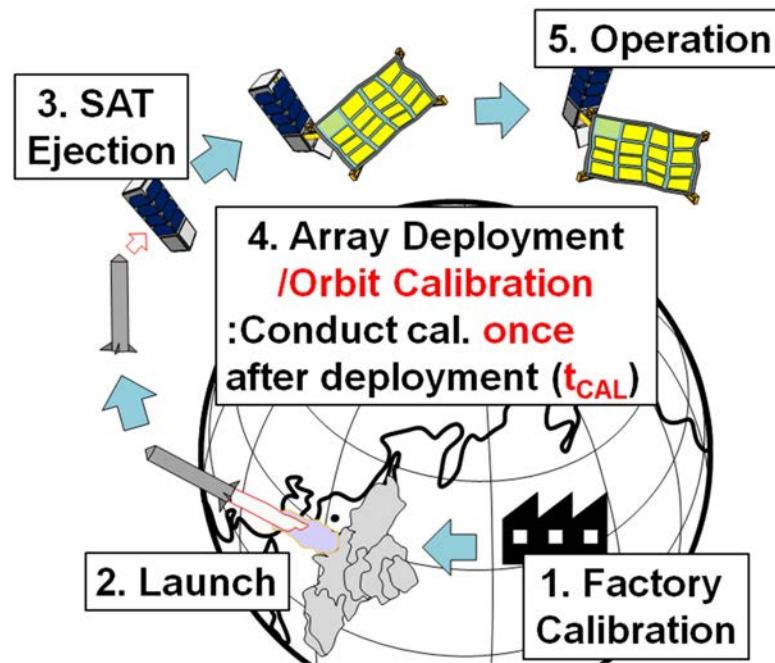 1. Factory
Calibration
2. Launch
3. SAT
Ejection
4. Array Deployment
/Orbit Calibration
:Conduct cal. once
after deployment (tCAL)
5. Operation